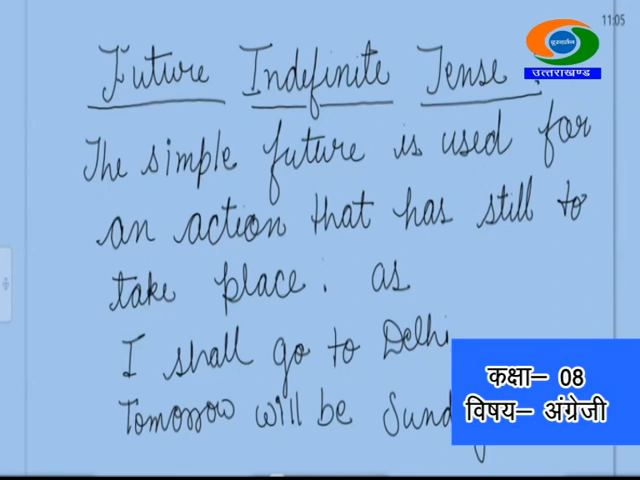 11:05
दूरदर्शन
उत्तराखण्ड
Future Indefinite Tense :
The simple future is used for
an action that has still to
take place. as
I shall go to Delhi
Tomorrow will be
कक्षा– 08
विषय– अंग्रेजी